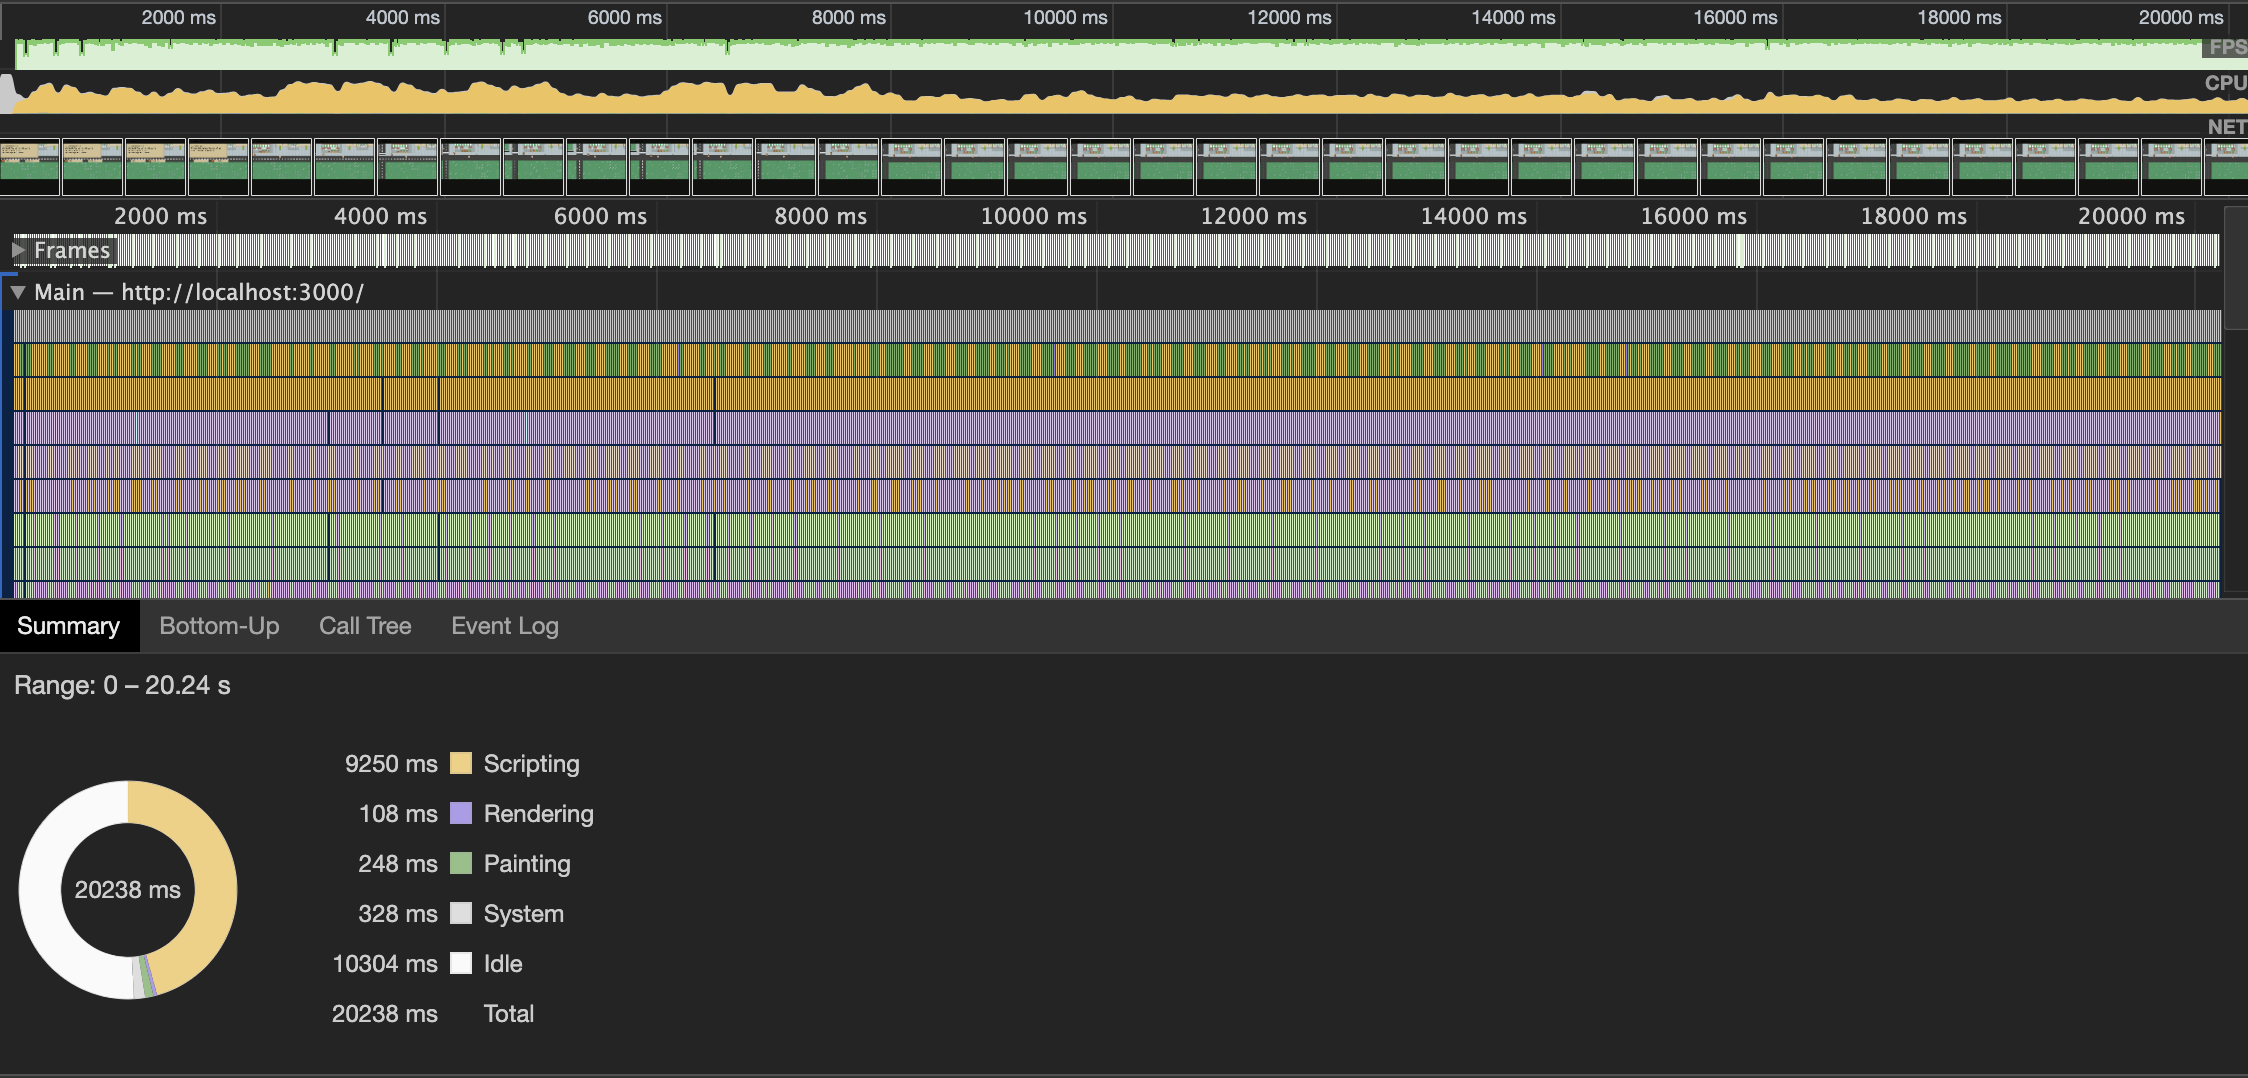 2000 ms 4000 ms 6000 ms 8000 ms 10000 ms 12000 ms 14000 ms 16000 ms 18000 ms 20000 ms
FPS
CPU
NET
2000 ms 4000 ms 6000 ms 8000 ms 10000 ms 12000 ms 14000 ms 16000 ms 18000 ms 20000 ms
Frames
Main — http://localhost:3000/
Summary Bottom-Up Call Tree Event Log
Range: 0 – 20.24 s
9250 ms Scripting
108 ms Rendering
248 ms Painting
20238 ms
328 ms System
10304 ms Idle
20238 ms Total